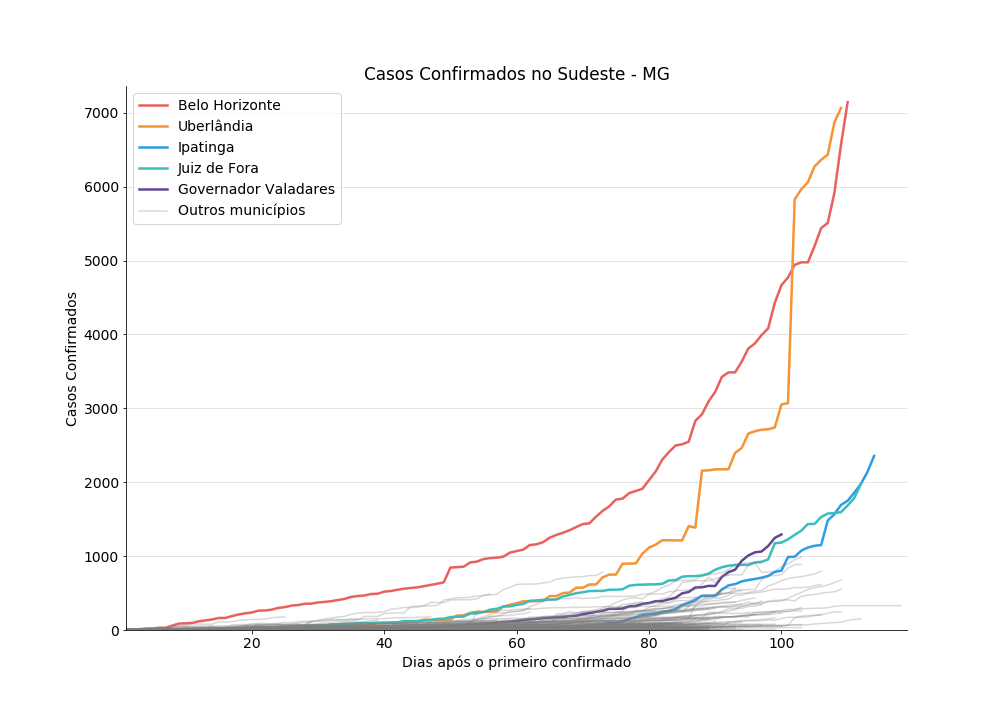 Casos Confirmados no Sudeste - MG
Belo Horizonte
Uberlândia
Ipatinga
Juiz de Fora
Governador Valadares
Outros municípios
7000
6000
5000
4000
3000
2000
1000
0
Casos Confirmados
20 40 60 80 100
Dias após o primeiro confirmado